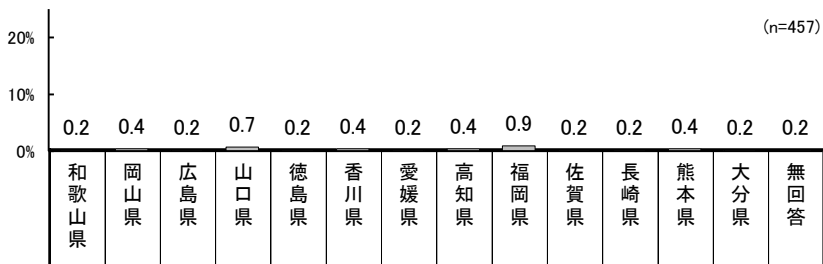 (n=457)
20%
10%
0%
0.2 0.4 0.2 0.7 0.2 0.4 0.2 0.4 0.9 0.2 0.2 0.4 0.2 0.2
和歌山県
岡山県
広島県
山口県
徳島県
香川県
愛媛県
高知県
福岡県
佐賀県
長崎県
熊本県
大分県
無回答